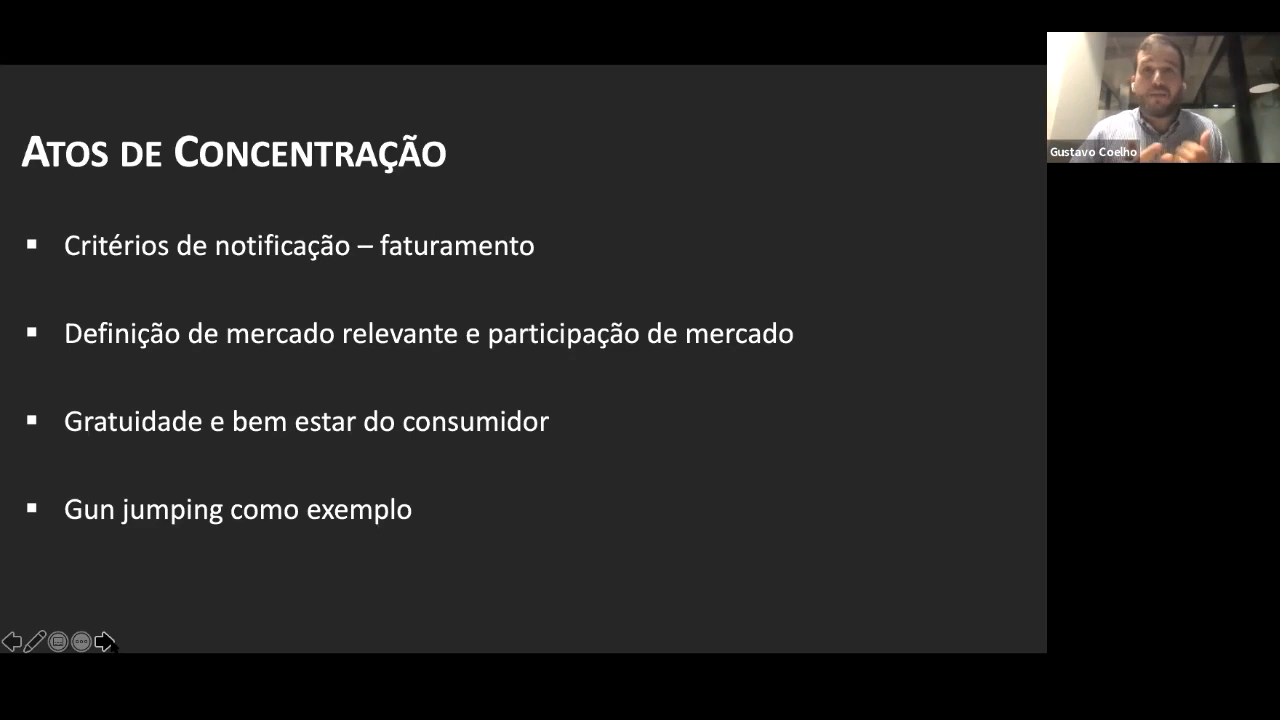 ATOS DE CONCENTRAÇÃO
Critérios de notificação – faturamento
Definição de mercado relevante e participação de mercado
Gratuidade e bem estar do consumidor
Gun jumping como exemplo
Gustavo Coelho